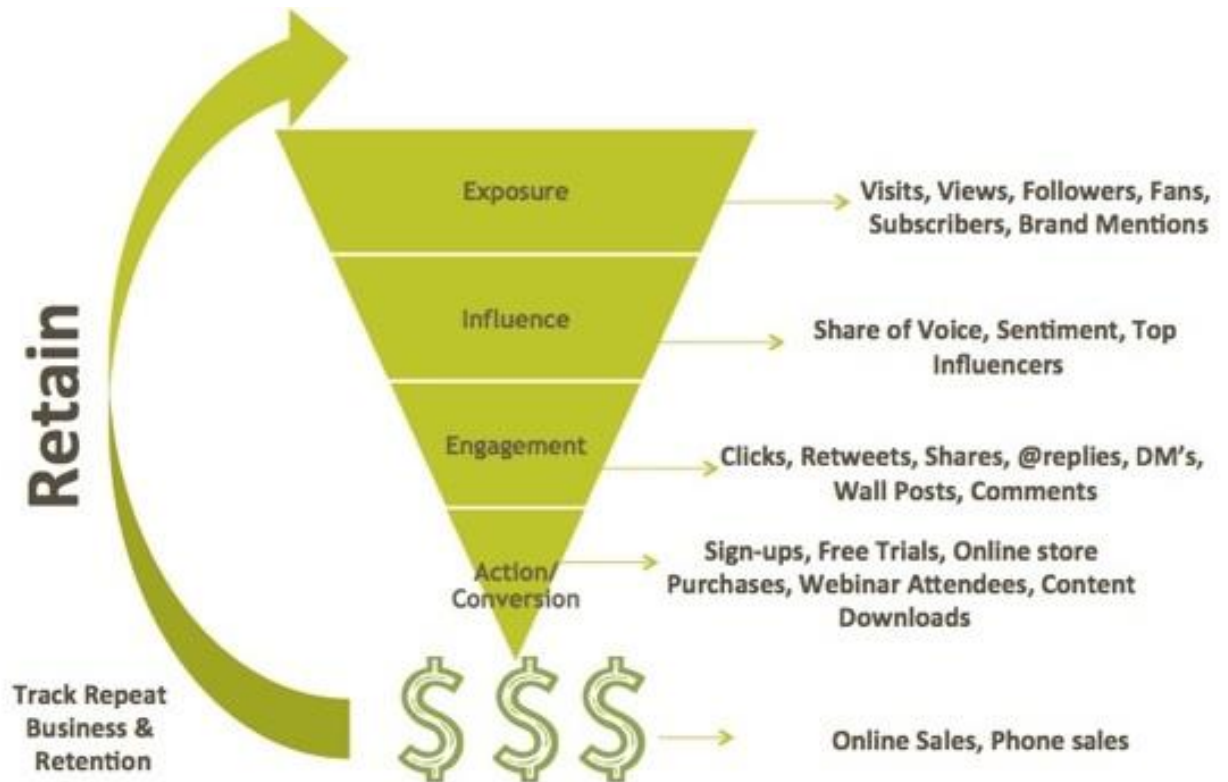 Exposure
Visits, Views, Followers, Fans,
Subscribers, Brand Mentions
Influence
Share of Voice, Sentiment, Top
Influencers
Engagement
Clicks, Retweets, Shares, @replies, DM's,
Wall Posts, Comments
Action/
Conversion
Sign-ups, Free Trials, Online store
Purchases, Webinar Attendees, Content
Downloads
$ $ $
Online Sales, Phone sales
Retain
Track Repeat
Business &
Retention